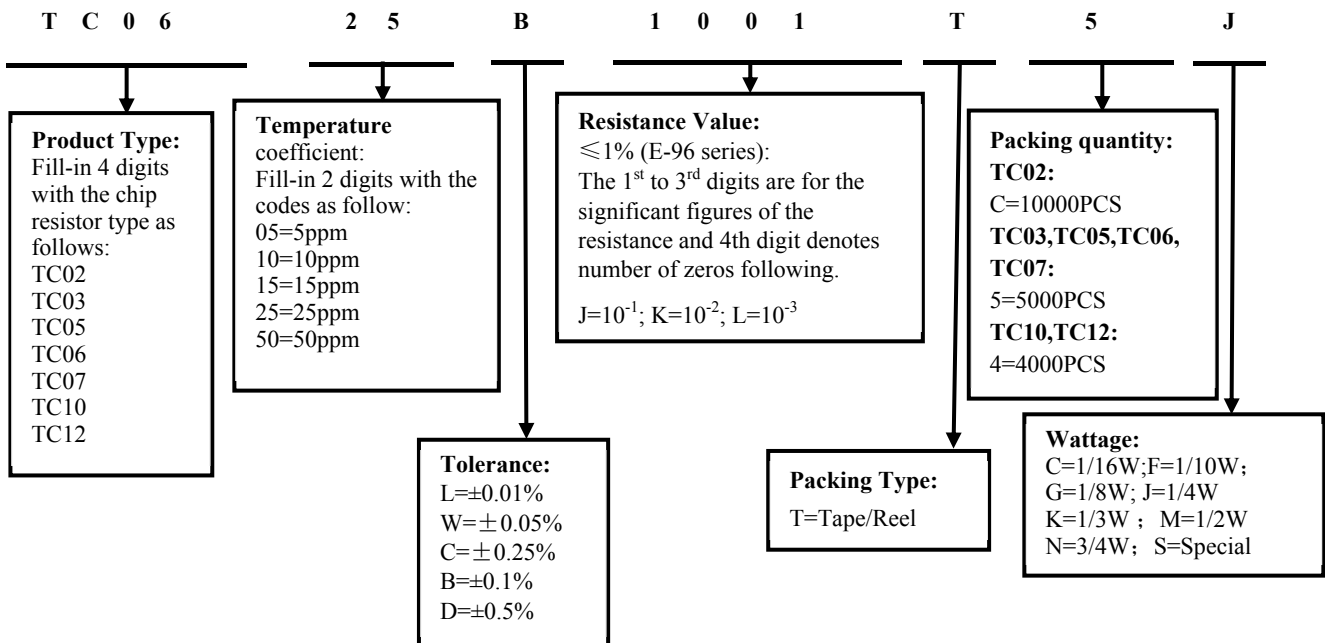 T C 0 6 2 5 B 1 0 0 1 T 5 J
Product Type:
Fill-in 4 digits
with the chip
resistor type as
follows:
TC02
TC03
TC05
TC06
TC07
TC10
TC12
Temperature
coefficient:
Fill-in 2 digits with the
codes as follow:
05=5ppm
10=10ppm
15=15ppm
25=25ppm
50=50ppm
Resistance Value:
≦1% (E-96 series):
The 1st to 3rd digits are for the
significant figures of the
resistance and 4th digit denotes
number of zeros following.
J=10-1; K=10-2; L=10-3
Packing quantity:
TC02:
C=10000PCS
TC03,TC05,TC06,
TC07:
5=5000PCS
TC10,TC12:
4=4000PCS
Tolerance:
L=±0.01%
W=±0.05%
C=±0.25%
B=±0.1%
D=±0.5%
Packing Type:
T=Tape/Reel
Wattage:
C=1/16W;F=1/10W;
G=1/8W; J=1/4W
K=1/3W ; M=1/2W
N=3/4W; S=Special